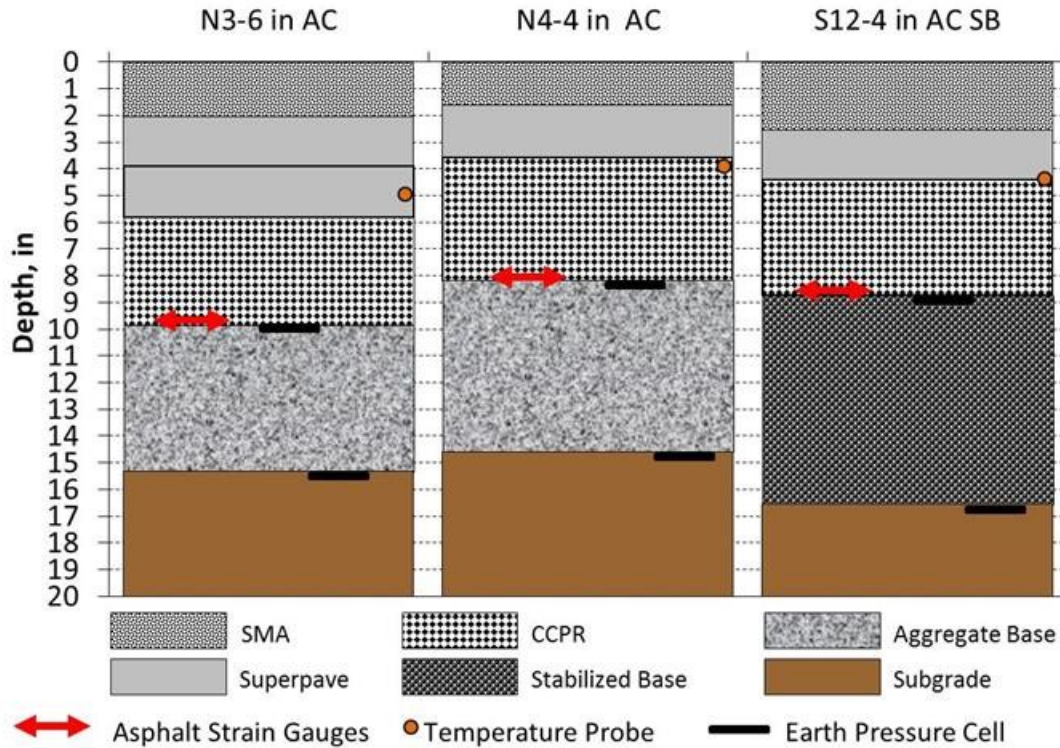 N3-6 in AC
N4-4 in AC
S12-4 in AC SB
Depth, in
0
1
2
3
4
5
6
7
8
9
10
11
12
13
14
15
16
17
18
19
20
SMA
CCPR
Aggregate Base
Superpave
Stabilized Base
Subgrade
Asphalt Strain Gauges
Temperature Probe
Earth Pressure Cell